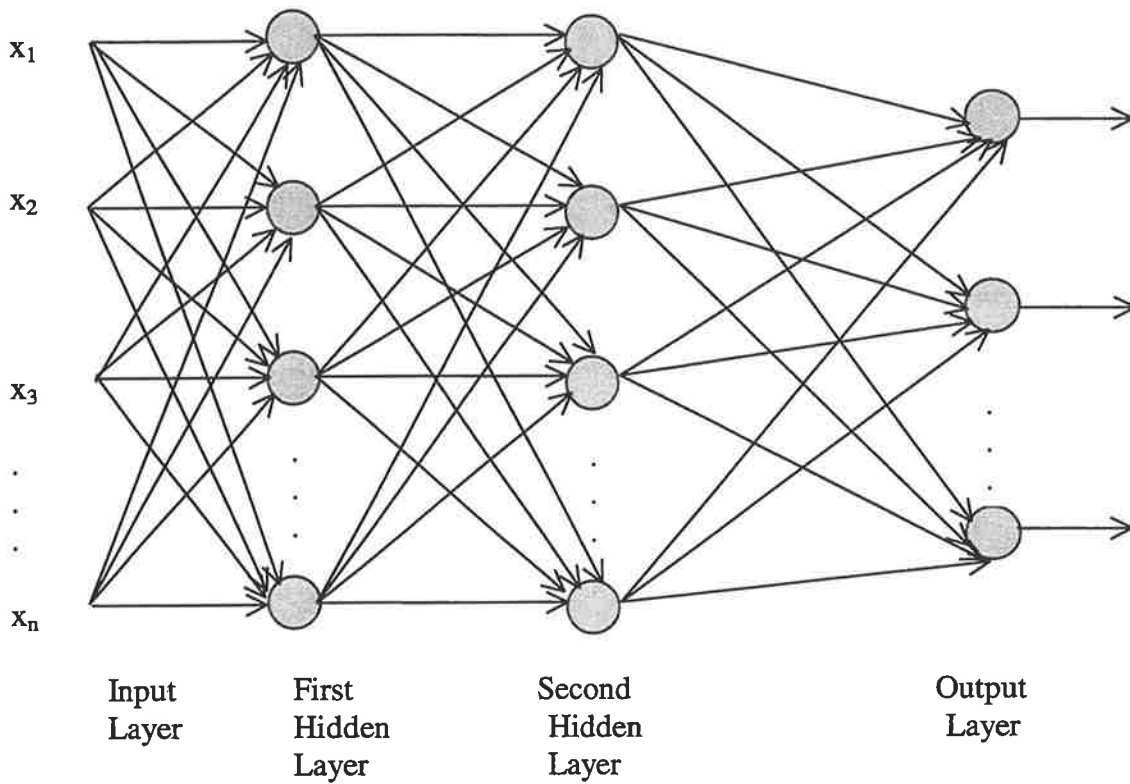 x1
x2
x3
.
.
.
xn
.
.
.
.
.
.
.
.
.
Input
Layer
First
Hidden
Layer
Second
Hidden
Layer
Output
Layer